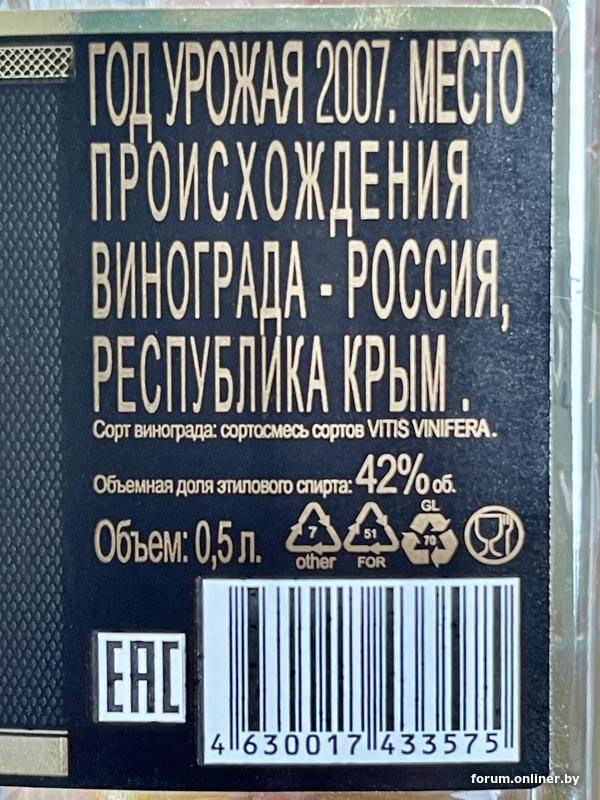 ГОД УРОЖАЯ 2007. МЕСТО
ПРОИСХОЖДЕНИЯ
ВИНОГРАДА - РОССИЯ,
РЕСПУБЛИКА КРЫМ .
Сорт винограда: сортосмесь сортов VITIS VINIFERA.
Объемная доля этилового спирта: 42% об.
Объем: 0,5 л.
7
other
51
FOR
GL
70
EAC
4 630017 433575
forum.onliner.by